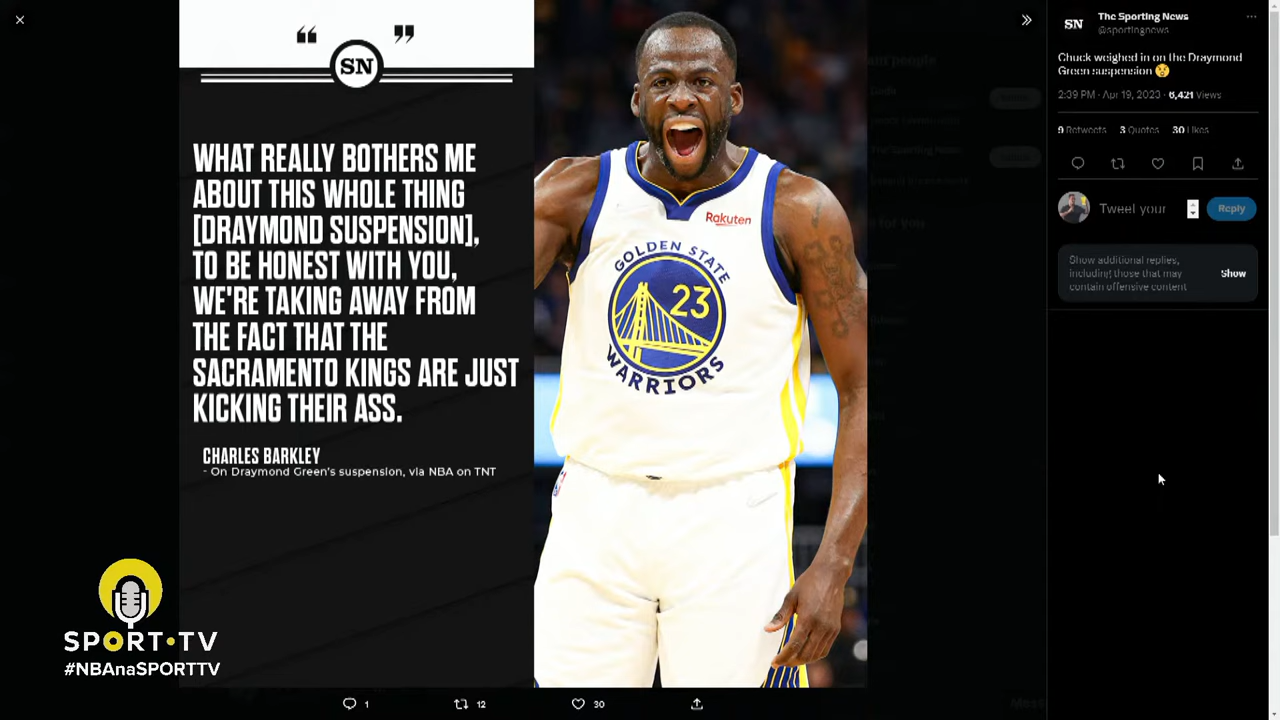 “ ”
SN
WHAT REALLY BOTHERS ME
ABOUT THIS WHOLE THING
[DRAYMOND SUSPENSION],
TO BE HONEST WITH YOU,
WE'RE TAKING AWAY FROM
THE FACT THAT THE
SACRAMENTO KINGS ARE JUST
KICKING THEIR ASS.
CHARLES BARKLEY
- On Draymond Green's suspension, via NBA on TNT
Rakuten
GOLDEN STATE
23
WARRIORS
SPORT•TV
#NBAnaSPORTTV
1
12
30
SN
The Sporting News
@sportingnews
Chuck weighed in on the Draymond
Green suspension 🤫
2:39 PM · Apr 19, 2023 · 6,421 Views
9 Retweets 3 Quotes 30 Likes
Tweet your
Reply
Show additional replies,
including those that may
contain offensive content
Show